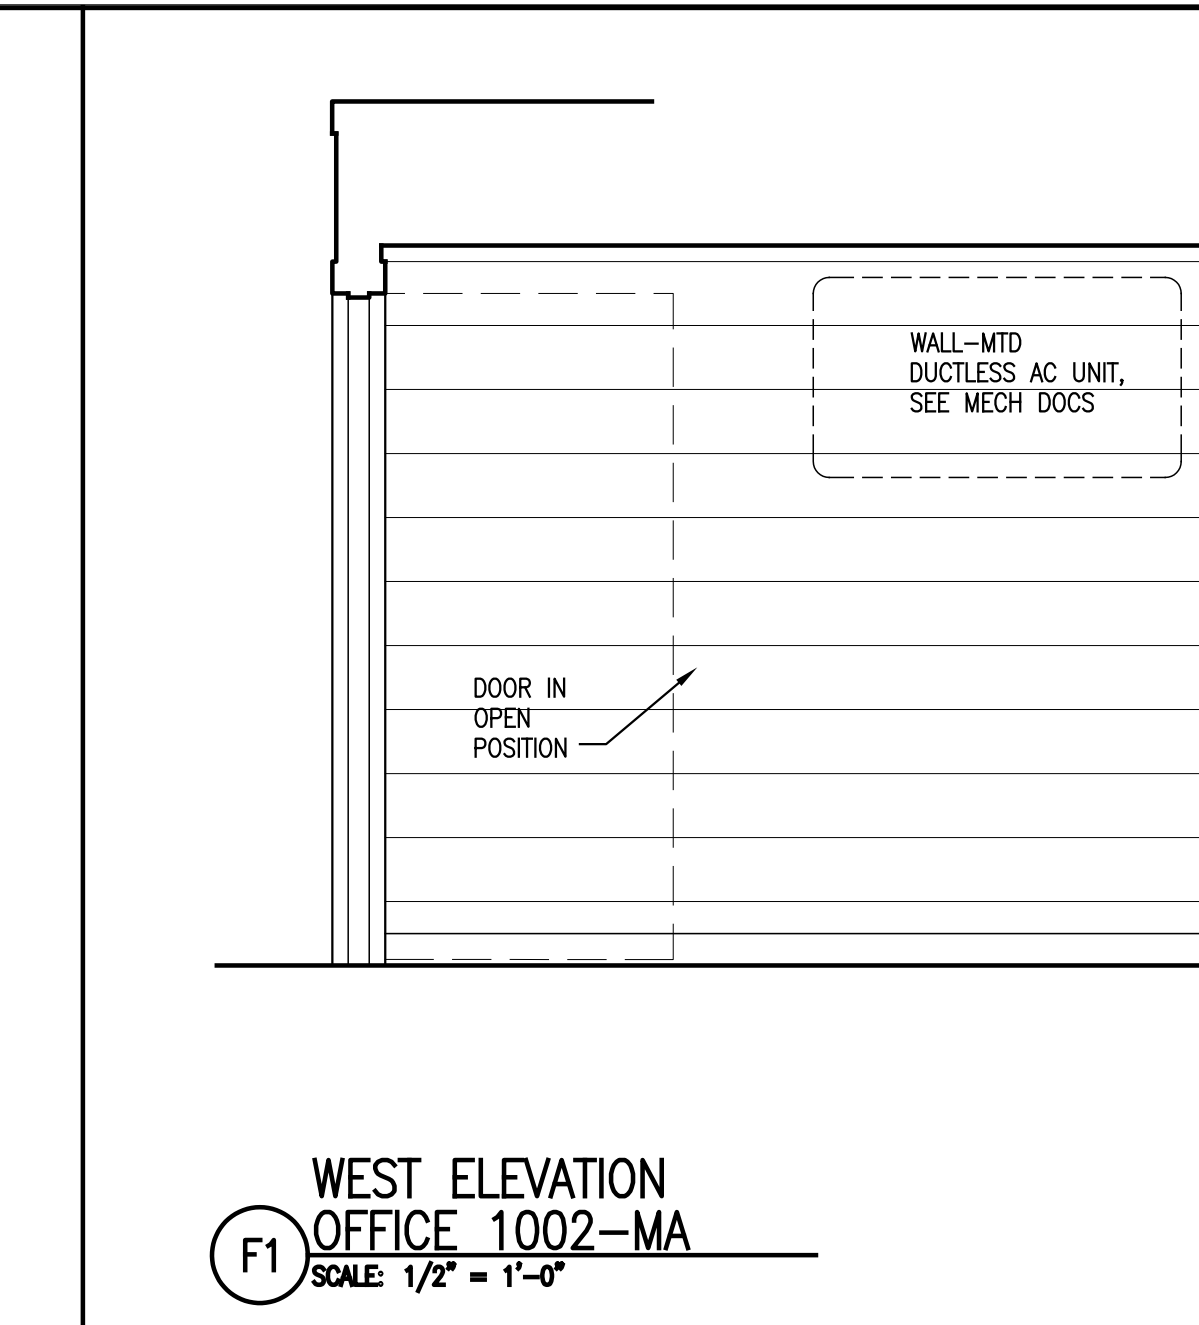 WALL-MTD
DUCTLESS AC UNIT,
SEE MECH DOCS
DOOR IN
OPEN
POSITION
WEST ELEVATION
OFFICE 1002-MA
F1
SCALE: 1/2" = 1'-0"